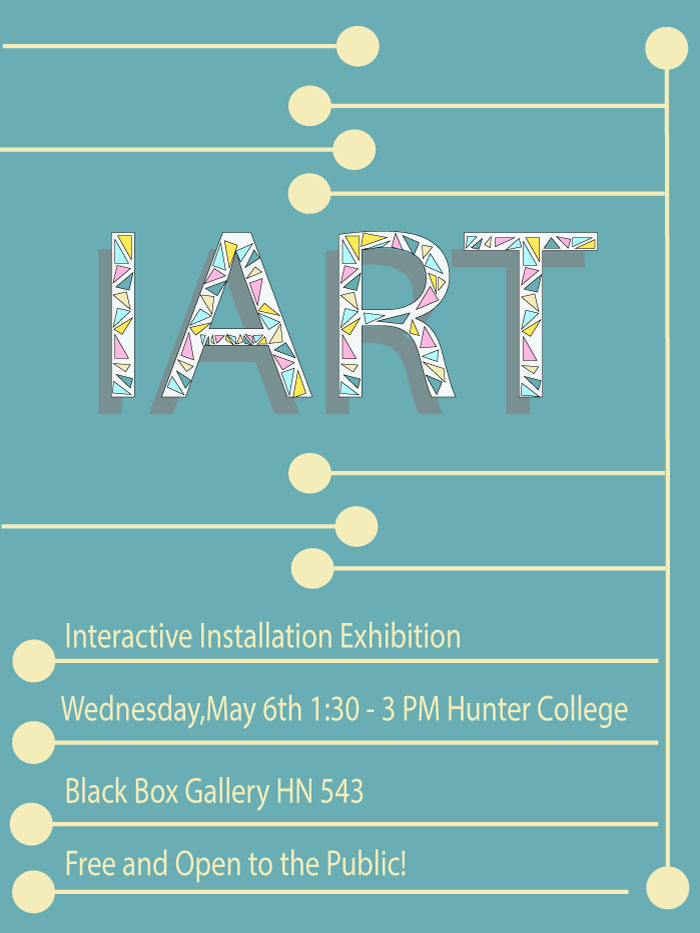 IART
Interactive Installation Exhibition
Wednesday,May 6th 1:30 - 3 PM Hunter College
Black Box Gallery HN 543
Free and Open to the Public!